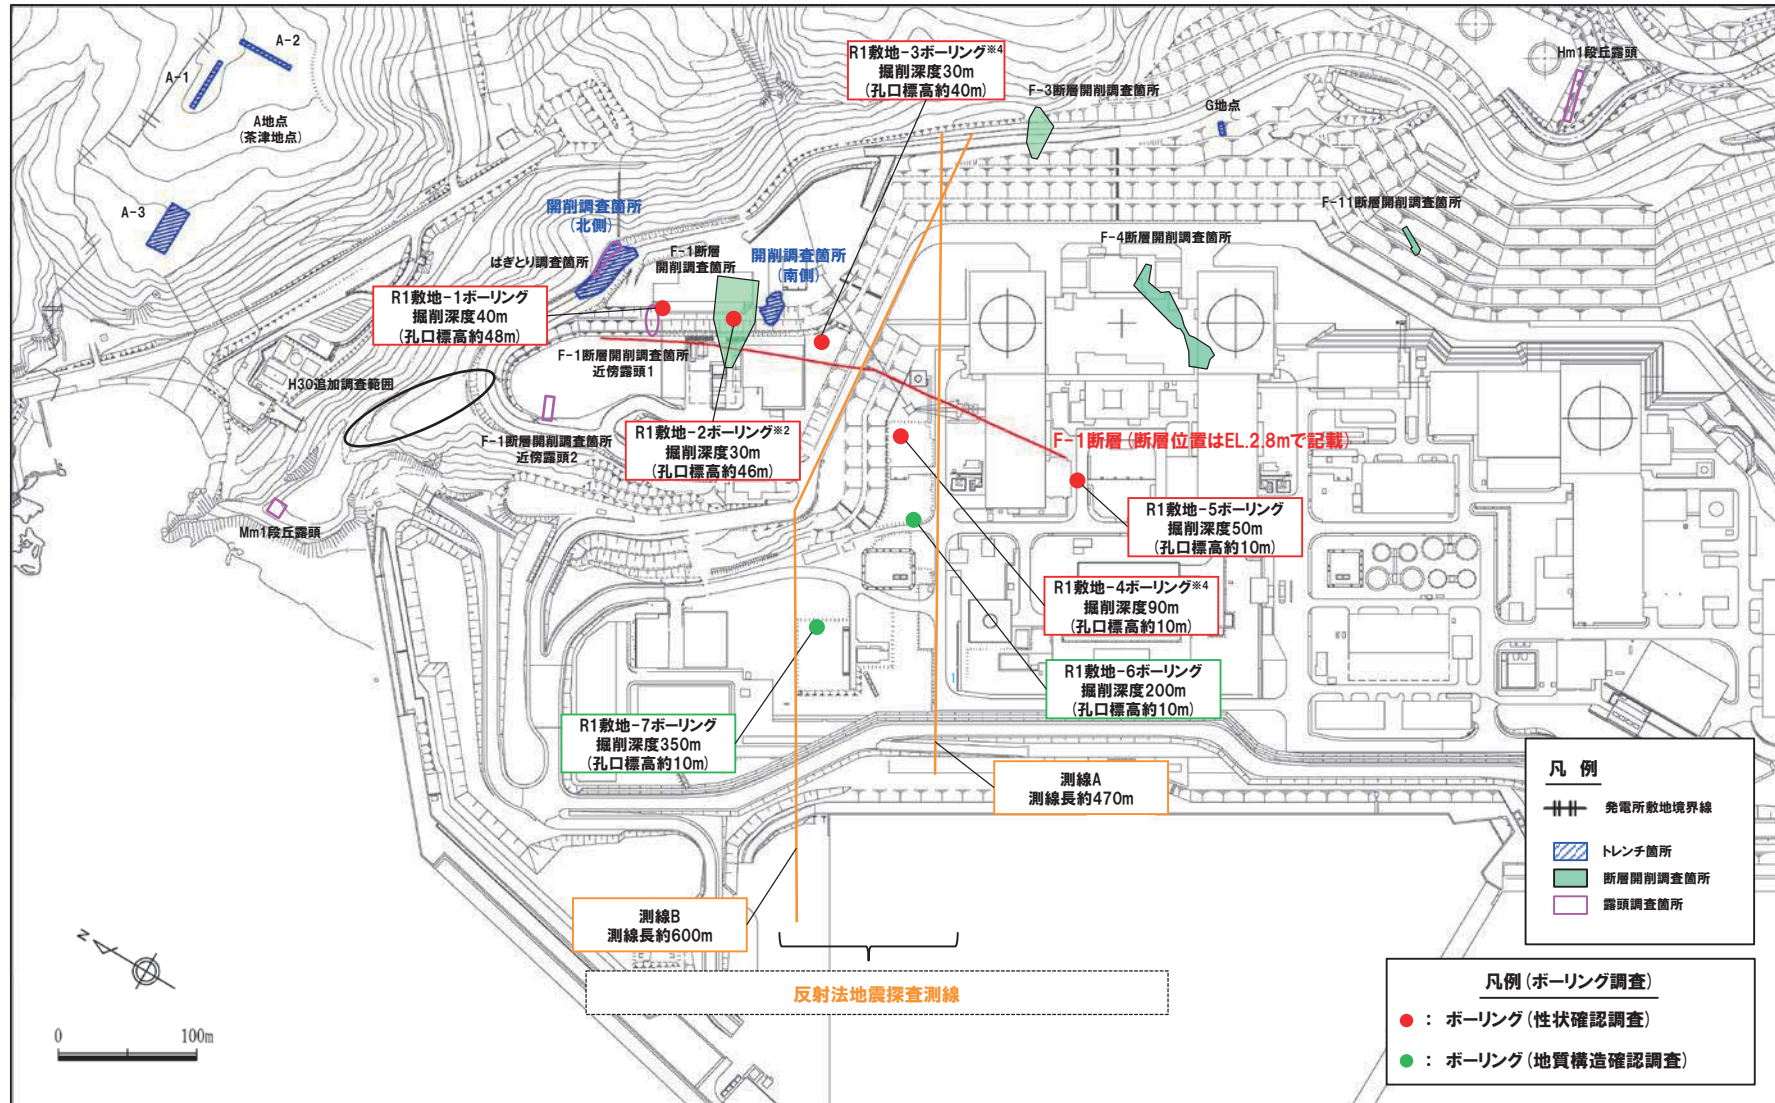 A-2
A-1
A地点
(茶津地点)
A-3
R1敷地-3ボーリング※4
掘削深度30m
(孔口標高約40m)
F-3断層開削調査箇所
G地点
Hm1段丘露頭
F-11断層開削調査箇所
F-4断層開削調査箇所
開削調査箇所
(北側)
はぎとり調査箇所
F-1断層
開削調査箇所
開削調査箇所
(南側)
R1敷地-1ボーリング
掘削深度40m
(孔口標高約48m)
F-1断層開削調査箇所
近傍露頭1
H30追加調査範囲
F-1断層開削調査箇所
近傍露頭2
R1敷地-2ボーリング※2
掘削深度30m
(孔口標高約46m)
F-1断層(断層位置はEL.2.8mで記載)
Mm1段丘露頭
R1敷地-5ボーリング
掘削深度50m
(孔口標高約10m)
R1敷地-4ボーリング※4
掘削深度90m
(孔口標高約10m)
R1敷地-6ボーリング
掘削深度200m
(孔口標高約10m)
R1敷地-7ボーリング
掘削深度350m
(孔口標高約10m)
測線A
測線長約470m
測線B
測線長約600m
反射法地震探査測線
N
0 100m
凡 例
発電所敷地境界線
トレンチ箇所
断層開削調査箇所
露頭調査箇所
凡例(ボーリング調査)
● : ボーリング(性状確認調査)
● : ボーリング(地質構造確認調査)